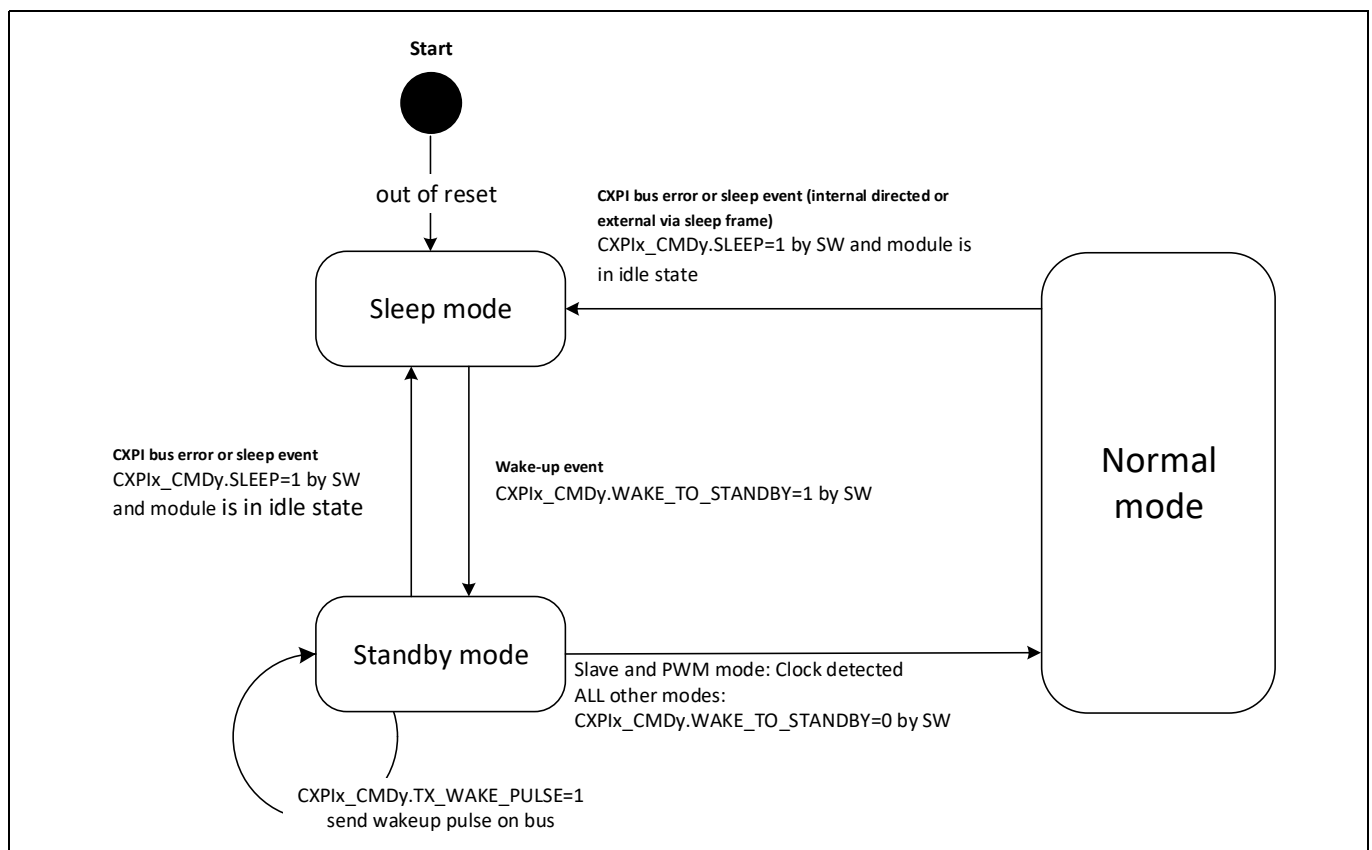 Start
out of reset
CXPI bus error or sleep event (internal directed or
external via sleep frame)
CXPIx_CMDy.SLEEP=1 by SW and module is
in idle state
Sleep mode
CXPI bus error or sleep event
CXPIx_CMDy.SLEEP=1 by SW
and module is in idle state
Wake-up event
CXPIx_CMDy.WAKE_TO_STANDBY=1 by SW
Normal
mode
Standby mode
Slave and PWM mode: Clock detected
ALL other modes:
CXPIx_CMDy.WAKE_TO_STANDBY=0 by SW
CXPIx_CMDy.TX_WAKE_PULSE=1
send wakeup pulse on bus